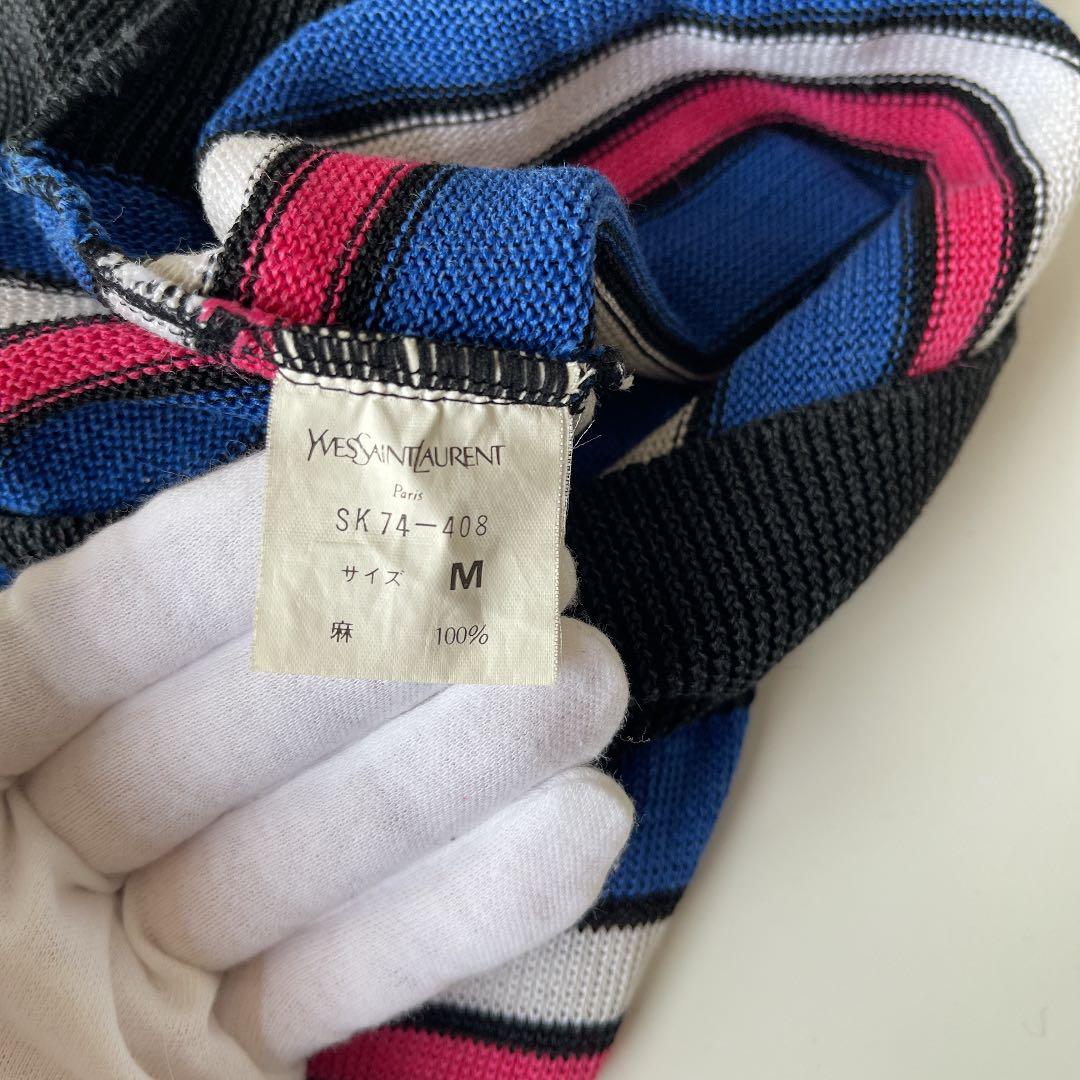 YVESSAINTLAURENT
Paris
SK74-408
サイズ M
麻 100%